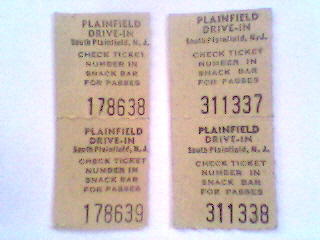 PLAINFIELD
DRIVE-IN
South Plainfield, N.J.
CHECK TICKET
NUMBER IN
SNACK BAR
FOR PASSES
178638
PLAINFIELD
DRIVE-IN
South Plainfield, N.J.
CHECK TICKET
NUMBER IN
SNACK BAR
FOR PASSES
178639
PLAINFIELD
DRIVE-IN
South Plainfield, N.J.
CHECK TICKET
NUMBER IN
SNACK BAR
FOR PASSES
311337
PLAINFIELD
DRIVE-IN
South Plainfield, N.J.
CHECK TICKET
NUMBER IN
SNACK BAR
FOR PASSES
311338